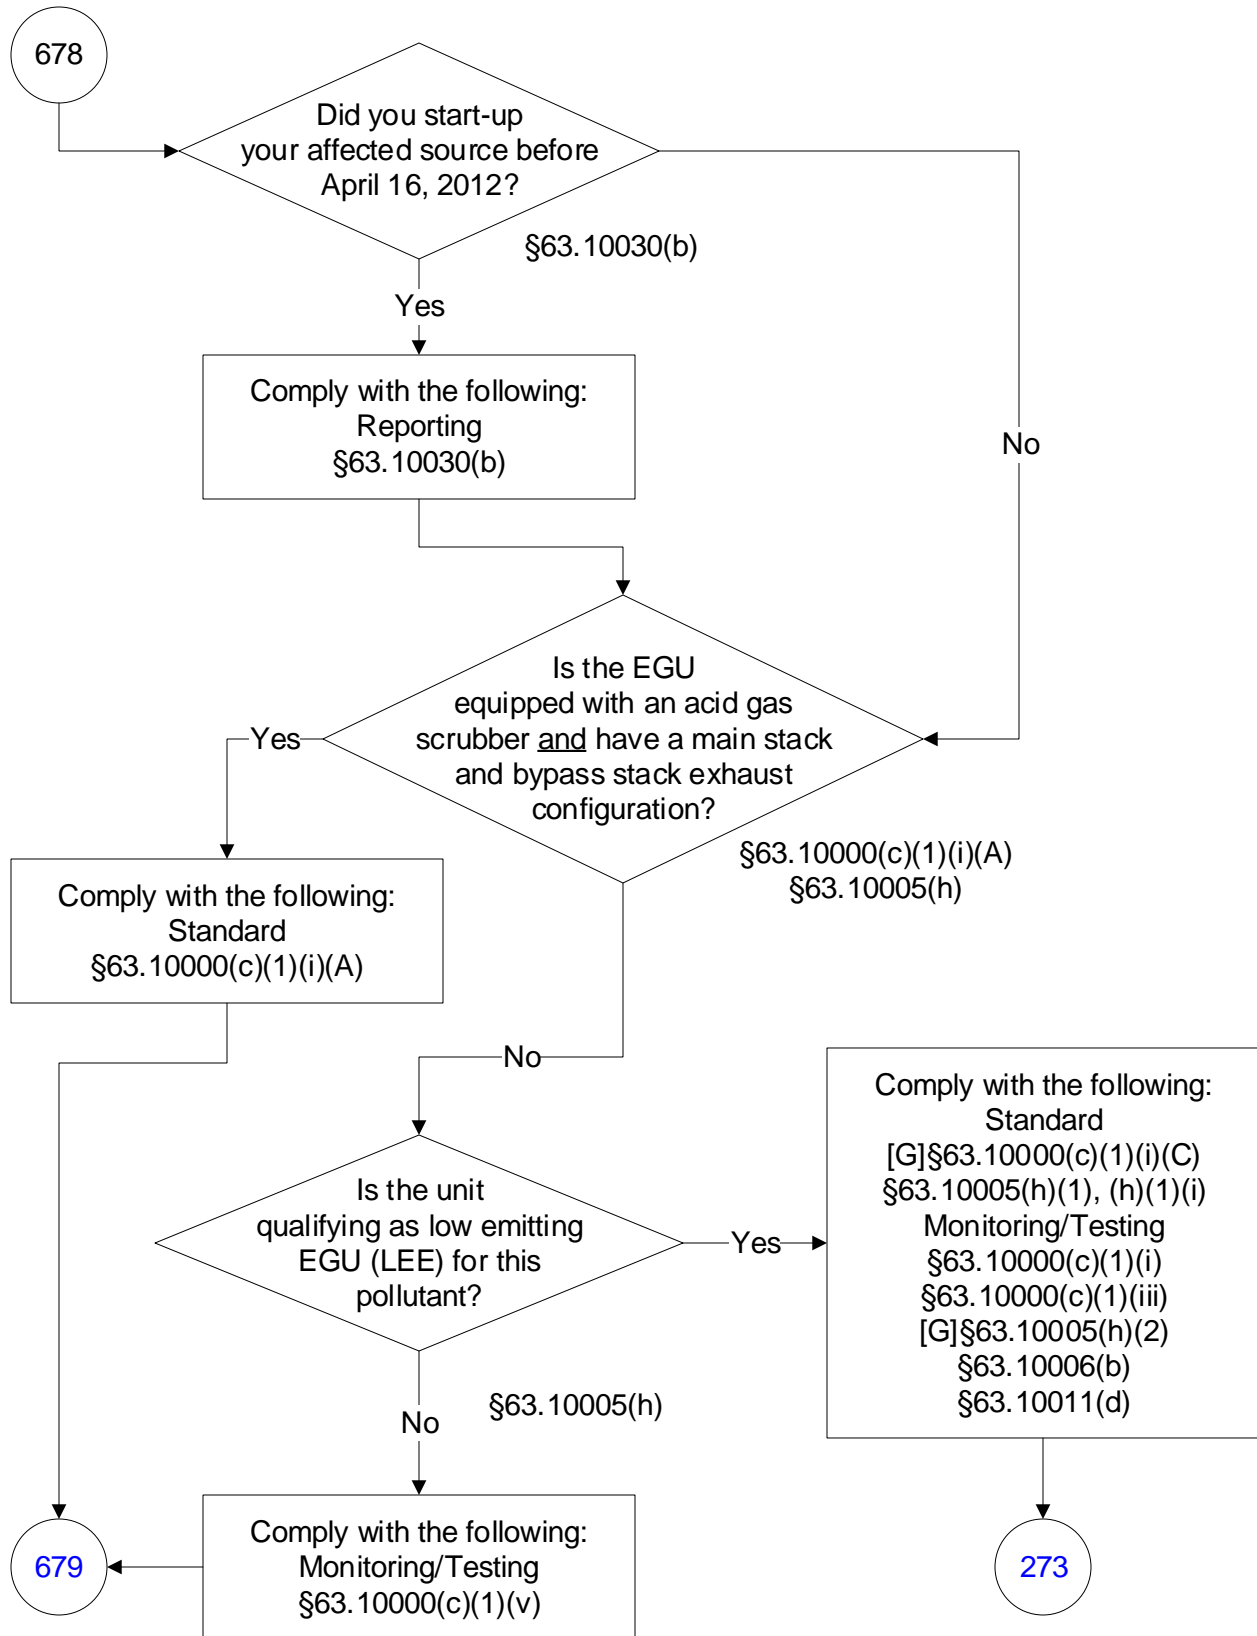 678
Did you start-up
your affected source before
April 16, 2012?
§63.10030(b)
Yes
Comply with the following:
Reporting
§63.10030(b)
No
Is the EGU
equipped with an acid gas
scrubber and have a main stack
and bypass stack exhaust
configuration?
Yes
§63.10000(c)(1)(i)(A)
§63.10005(h)
Comply with the following:
Standard
§63.10000(c)(1)(i)(A)
No
Is the unit
qualifying as low emitting
EGU (LEE) for this
pollutant?
Yes
Comply with the following:
Standard
[G]§63.10000(c)(1)(i)(C)
§63.10005(h)(1), (h)(1)(i)
Monitoring/Testing
§63.10000(c)(1)(i)
§63.10000(c)(1)(iii)
[G]§63.10005(h)(2)
§63.10006(b)
§63.10011(d)
§63.10005(h)
No
Comply with the following:
Monitoring/Testing
§63.10000(c)(1)(v)
679
273